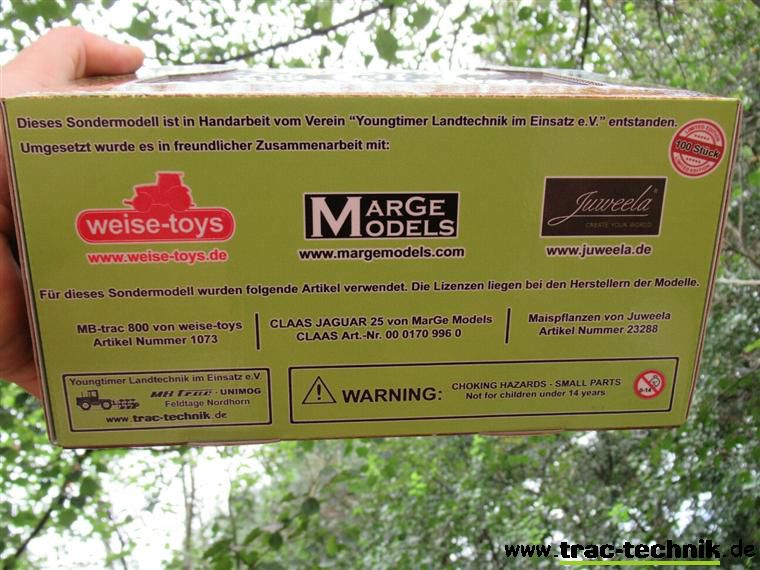 Dieses Sondermodell ist in Handarbeit vom Verein "Youngtimer Landtechnik im Einsatz e.V." entstanden.
Umgesetzt wurde es in freundlicher Zusammenarbeit mit:
LIMITED EDITION
100 Stück
LIMITED EDITION
weise-toys
www.weise-toys.de
MARGE
MODELS
www.margemodels.com
Juweela®
CREATE YOUR WORLD
www.juweela.de
Für dieses Sondermodell wurden folgende Artikel verwendet. Die Lizenzen liegen bei den Herstellern der Modelle.
MB-trac 800 von weise-toys
Artikel Nummer 1073
CLAAS JAGUAR 25 von MarGe Models
CLAAS Art.-Nr. 00 0170 996 0
Maispflanzen von Juweela
Artikel Nummer 23288
Youngtimer Landtechnik im Einsatz e.V.
MB trac - UNIMOG
Feldtage Nordhorn
www.trac-technik.de
WARNING:
CHOKING HAZARDS - SMALL PARTS
Not for children under 14 years
0-14
www.trac-technik.de